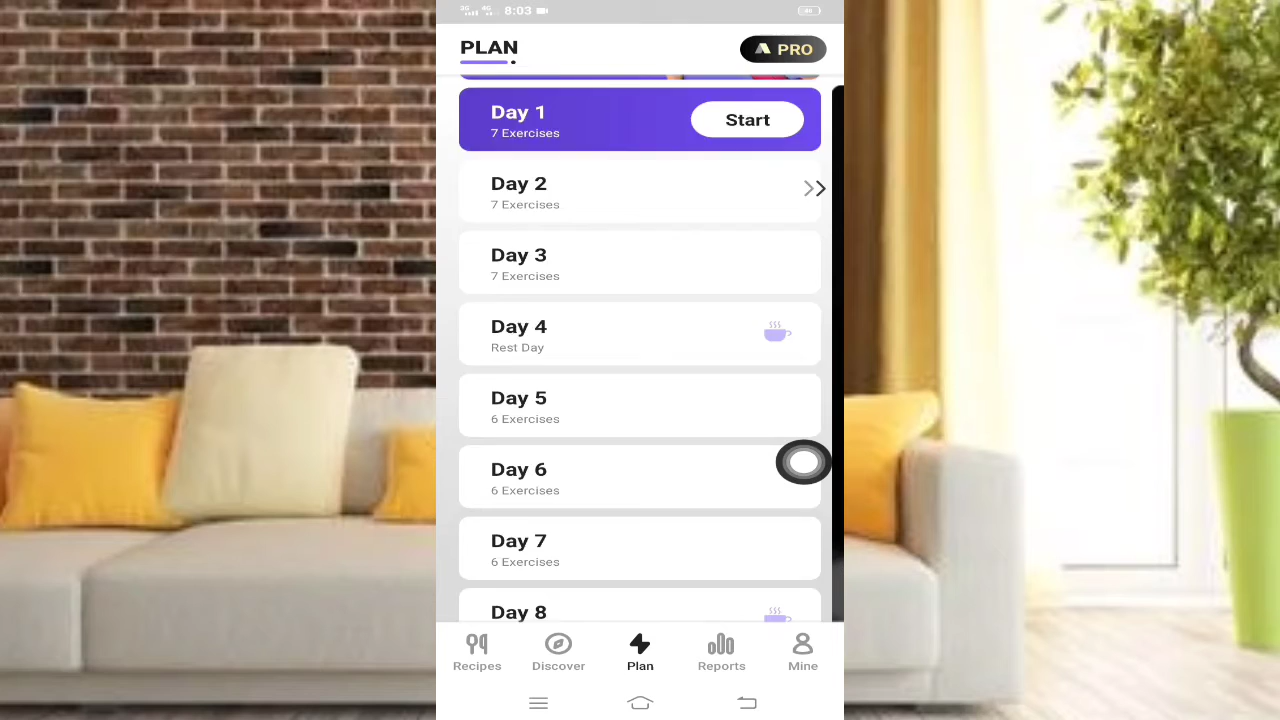 3G 4G 8:03
PLAN
PRO
Day 1
7 Exercises
Start
Day 2
7 Exercises
Day 3
7 Exercises
Day 4
Rest Day
Day 5
6 Exercises
Day 6
6 Exercises
Day 7
6 Exercises
Day 8
Recipes Discover Plan Reports Mine